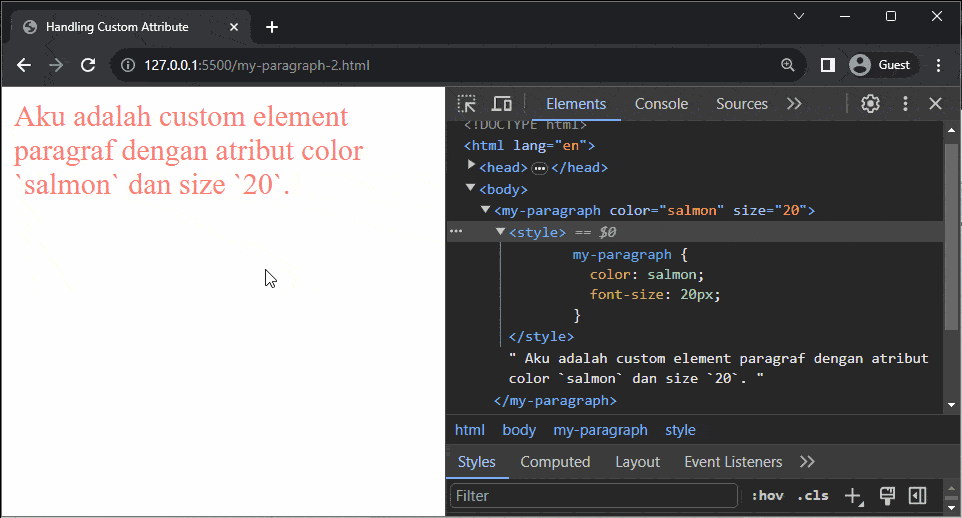 Handling Custom Attribute
127.0.0.1:5500/my-paragraph-2.html
Guest
Aku adalah custom element
paragraf dengan atribut color
`salmon` dan size `20`.
Elements Console Sources
<!DOCTYPE html>
<html lang="en">
<head> ••• </head>
<body>
<my-paragraph color="salmon" size="20">
<style> == $0
my-paragraph {
color: salmon;
font-size: 20px;
}
</style>
" Aku adalah custom element paragraf dengan atribut
color `salmon` dan size `20`. "
</my-paragraph>
html body my-paragraph style
Styles Computed Layout Event Listeners
Filter :hov .cls